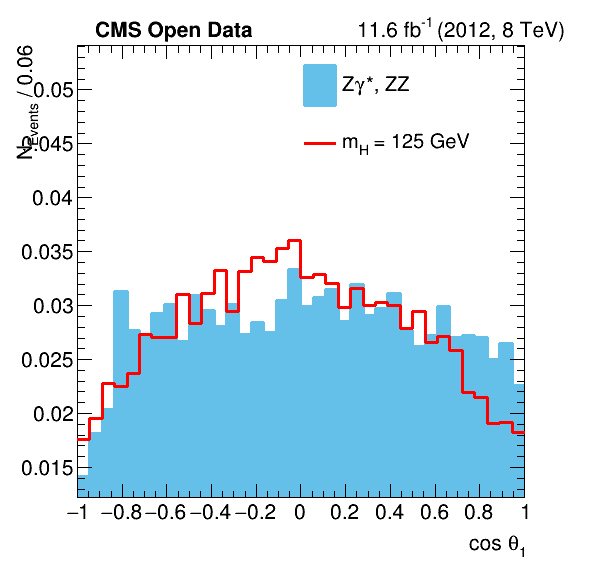 CMS Open Data
11.6 fb⁻¹ (2012, 8 TeV)
N_Events / 0.06
0.05
0.045
0.04
0.035
0.03
0.025
0.02
0.015
Zγ*, ZZ
m_H = 125 GeV
−1 −0.8 −0.6 −0.4 −0.2 0 0.2 0.4 0.6 0.8 1
cos θ₁